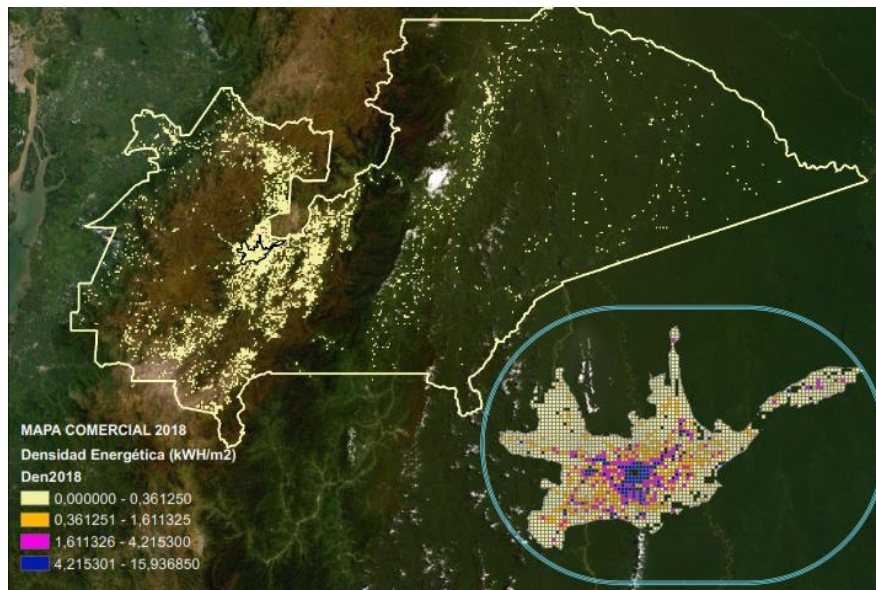 MAPA COMERCIAL 2018
Densidad Energética (kWH/m2)
Den2018
0,000000 - 0,361250
0,361251 - 1,611325
1,611326 - 4,215300
4,215301 - 15,936850